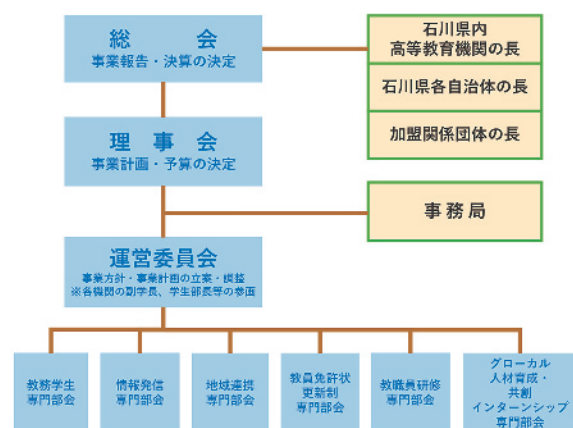 総　会
事業報告・決算の決定
石川県内
高等教育機関の長
石川県各自治体の長
加盟関係団体の長
理　事　会
事業計画・予算の決定
事務局
運営委員会
事業方針・事業計画の立案・調整
※各機関の副学長、学生部長等の参画
教務学生
専門部会
情報発信
専門部会
地域連携
専門部会
教員免許状
更新制
専門部会
教職員研修
専門部会
グローカル
人材育成・
共創
インターンシップ
専門部会